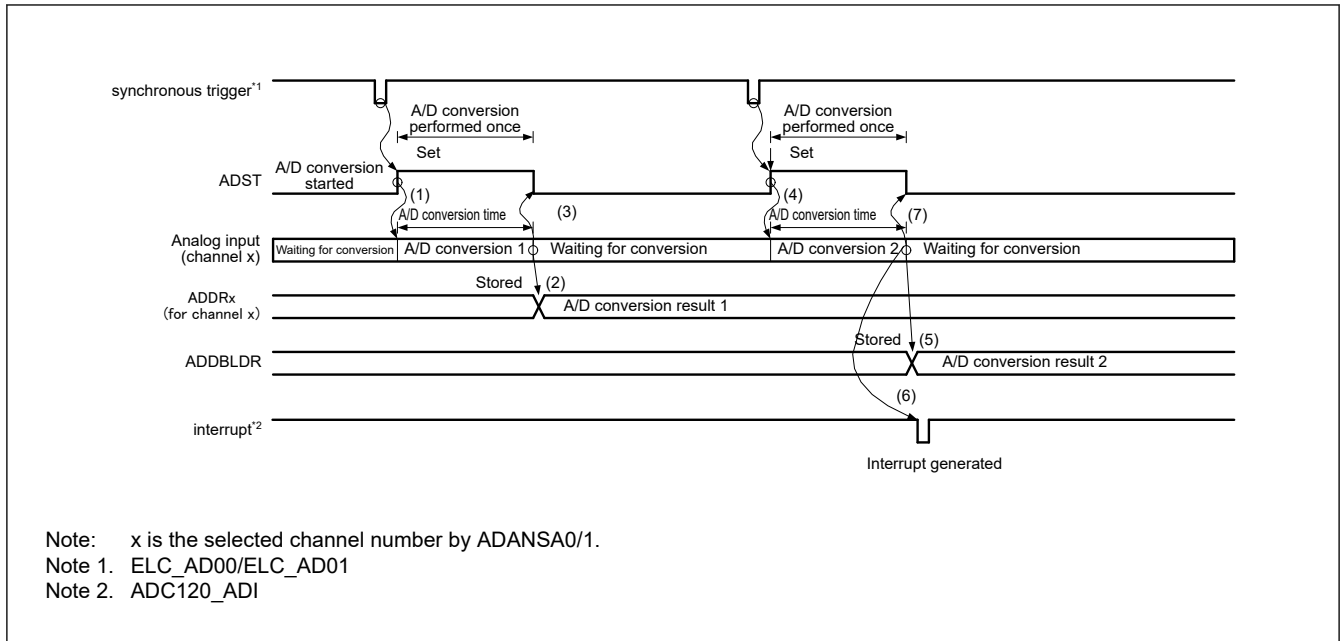 synchronous trigger*1
A/D conversion
performed once
A/D conversion
performed once
Set
Set
ADST
A/D conversion
started
(1)
(3)
(4)
(7)
A/D conversion time
A/D conversion time
Analog input
(channel x)
Waiting for conversion
A/D conversion 1
Waiting for conversion
A/D conversion 2
Waiting for conversion
Stored
(2)
ADDRx
(for channel x)
A/D conversion result 1
Stored
(5)
ADDBLDR
A/D conversion result 2
(6)
interrupt*2
Interrupt generated
Note: x is the selected channel number by ADANSA0/1.
Note 1. ELC_AD00/ELC_AD01
Note 2. ADC120_ADI